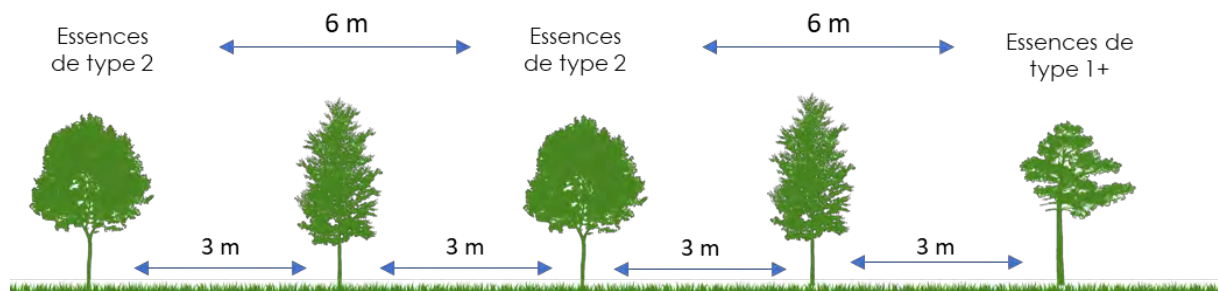 6 m
6 m
Essences
de type 2
Essences
de type 2
Essences de
type 1+
3 m
3 m
3 m
3 m